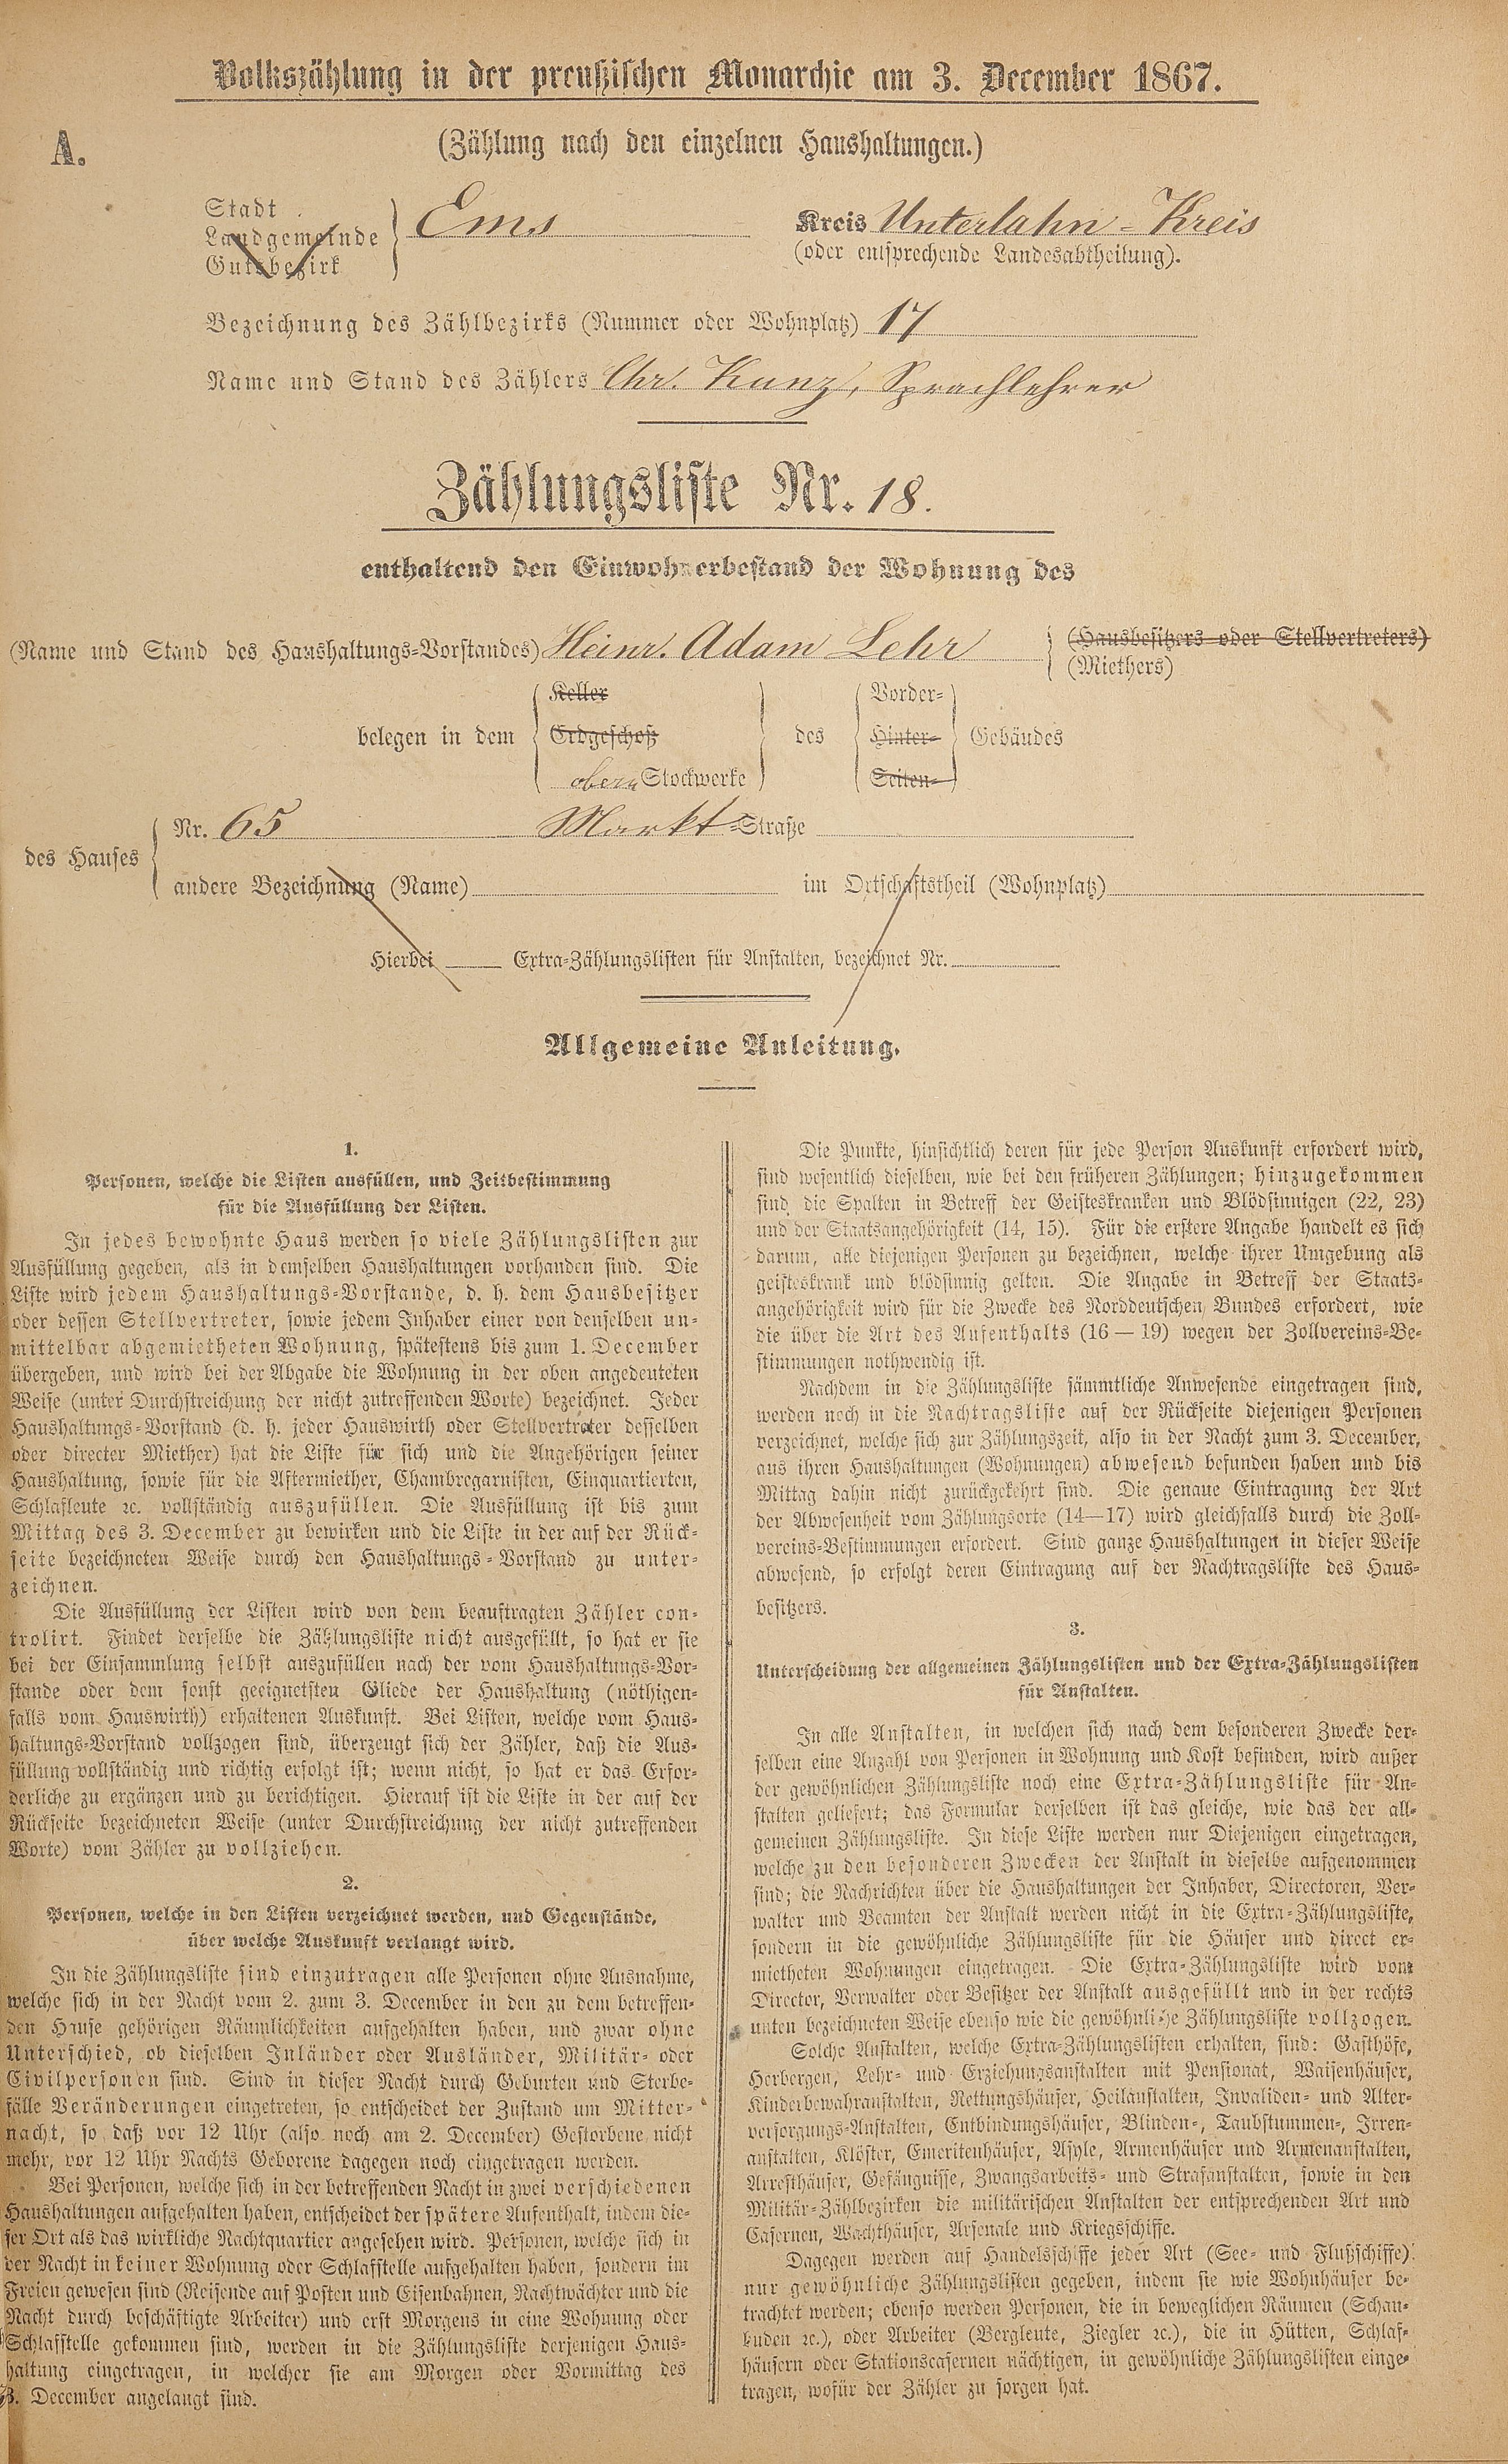 Volkszählung in der preußischen Monarchie am 3. December 1867.
A.
(Zählung nach den einzelnen Haushaltungen.)
Stadt
Landgemeinde
Gutsbezirk
Ems
Kreis Unterlahn-Kreis
(oder entsprechende Landesabtheilung).
Bezeichnung des Zählbezirks (Nummer oder Wohnplatz) 17
Name und Stand des Zählers Chr. Kunz, Sprachlehrer
Zählungsliste Nr. 18.
enthaltend den Einwohnerbestand der Wohnung des
(Name und Stand des Haushaltungs-Vorstandes) Heinr. Adam Lehr
(Hausbesitzers oder Stellvertreters)
(Miethers)
belegen in dem
Keller
Erdgeschoß
obern Stockwerke
des
Vorder-
Hinter-
Seiten-
Gebäudes
des Hauses
Nr. 65 Markt-Straße
andere Bezeichnung (Name) im Ortschaftstheil (Wohnplatz)
Hierbei Extra-Zählungslisten für Anstalten, bezeichnet Nr.
Allgemeine Anleitung.
1.
Personen, welche die Listen ausfüllen, und Zeitbestimmung
für die Ausfüllung der Listen.
In jedes bewohnte Haus werden so viele Zählungslisten zur
Ausfüllung gegeben, als in demselben Haushaltungen vorhanden sind. Die
Liste wird jedem Haushaltungs-Vorstande, d. h. dem Hausbesitzer
oder dessen Stellvertreter, sowie jedem Inhaber einer von denselben un-
mittelbar abgemietheten Wohnung, spätestens bis zum 1. December
übergeben, und wird bei der Abgabe die Wohnung in der oben angedeuteten
Weise (unter Durchstreichung der nicht zutreffenden Worte) bezeichnet. Jeder
Haushaltungs-Vorstand (d. h. jeder Hauswirth oder Stellvertreter desselben
oder directer Miether) hat die Liste für sich und die Angehörigen seiner
Haushaltung, sowie für die Aftermiether, Chambregarnisten, Einquartierten,
Schlafleute ꝛc. vollständig auszufüllen. Die Ausfüllung ist bis zum
Mittag des 3. December zu bewirken und die Liste in der auf der Rück-
seite bezeichneten Weise durch den Haushaltungs-Vorstand zu unter-
zeichnen.
Die Ausfüllung der Listen wird von dem beauftragten Zähler con-
trolirt. Findet derselbe die Zählungsliste nicht ausgefüllt, so hat er sie
bei der Einsammlung selbst auszufüllen nach der vom Haushaltungs-Vor-
stande oder dem sonst geeignetsten Gliede der Haushaltung (nöthigen-
falls vom Hauswirth) erhaltenen Auskunft. Bei Listen, welche vom Haus-
haltungs-Vorstand vollzogen sind, überzeugt sich der Zähler, daß die Aus-
füllung vollständig und richtig erfolgt ist; wenn nicht, so hat er das Erfor-
derliche zu ergänzen und zu berichtigen. Hierauf ist die Liste in der auf der
Rückseite bezeichneten Weise (unter Durchstreichung der nicht zutreffenden
Worte) vom Zähler zu vollziehen.
2.
Personen, welche in den Listen verzeichnet werden, und Gegenstände,
über welche Auskunft verlangt wird.
In die Zählungsliste sind einzutragen alle Personen ohne Ausnahme,
welche sich in der Nacht vom 2. zum 3. December in den zu dem betreffen-
den Hause gehörigen Räumlichkeiten aufgehalten haben, und zwar ohne
Unterschied, ob dieselben Inländer oder Ausländer, Militär- oder
Civilpersonen sind. Sind in dieser Nacht durch Geburten und Sterbe-
fälle Veränderungen eingetreten, so entscheidet der Zustand um Mitter-
nacht, so daß vor 12 Uhr (also noch am 2. December) Gestorbene nicht
mehr, vor 12 Uhr Nachts Geborene dagegen noch eingetragen werden.
Bei Personen, welche sich in der betreffenden Nacht in zwei verschiedenen
Haushaltungen aufgehalten haben, entscheidet der spätere Aufenthalt, indem die-
ser Ort als das wirkliche Nachtquartier angesehen wird. Personen, welche sich in
der Nacht in keiner Wohnung oder Schlafstelle aufgehalten haben, sondern im
Freien gewesen sind (Reisende auf Posten und Eisenbahnen, Nachtwächter und die
Nacht durch beschäftigte Arbeiter) und erst Morgens in eine Wohnung oder
Schlafstelle gekommen sind, werden in die Zählungsliste derjenigen Haus-
haltung eingetragen, in welcher sie am Morgen oder Vormittag des
3. December angelangt sind.
Die Punkte, hinsichtlich deren für jede Person Auskunft erfordert wird,
sind wesentlich dieselben, wie bei den früheren Zählungen; hinzugekommen
sind die Spalten in Betreff der Geisteskranken und Blödsinnigen (22, 23)
und der Staatsangehörigkeit (14, 15). Für die erstere Angabe handelt es sich
darum, alle diejenigen Personen zu bezeichnen, welche ihrer Umgebung als
geisteskrank und blödsinnig gelten. Die Angabe in Betreff der Staats-
angehörigkeit wird für die Zwecke des Norddeutschen Bundes erfordert, wie
die über die Art des Aufenthalts (16—19) wegen der Zollvereins-Be-
stimmungen nothwendig ist.
Nachdem in die Zählungsliste sämmtliche Anwesende eingetragen sind,
werden noch in die Nachtragsliste auf der Rückseite diejenigen Personen
verzeichnet, welche sich zur Zählungszeit, also in der Nacht zum 3. December,
aus ihren Haushaltungen (Wohnungen) abwesend befunden haben und bis
Mittag dahin nicht zurückgekehrt sind. Die genaue Eintragung der Art
der Abwesenheit vom Zählungsorte (14—17) wird gleichfalls durch die Zoll-
vereins-Bestimmungen erfordert. Sind ganze Haushaltungen in dieser Weise
abwesend, so erfolgt deren Eintragung auf der Nachtragsliste des Haus-
besitzers.
3.
Unterscheidung der allgemeinen Zählungslisten und der Extra-Zählungslisten
für Anstalten.
In alle Anstalten, in welchen sich nach dem besonderen Zwecke der-
selben eine Anzahl von Personen in Wohnung und Kost befinden, wird außer
der gewöhnlichen Zählungsliste noch eine Extra-Zählungsliste für An-
stalten geliefert; das Formular derselben ist das gleiche, wie das der all-
gemeinen Zählungsliste. In diese Liste werden nur Diejenigen eingetragen,
welche zu den besonderen Zwecken der Anstalt in dieselbe aufgenommen
sind; die Nachrichten über die Haushaltungen der Inhaber, Directoren, Ver-
walter und Beamten der Anstalt werden nicht in die Extra-Zählungsliste,
sondern in die gewöhnliche Zählungsliste für die Häuser und direct er-
mietheten Wohnungen eingetragen. Die Extra-Zählungsliste wird vom
Director, Verwalter oder Besitzer der Anstalt ausgefüllt und in der rechts
unten bezeichneten Weise ebenso wie die gewöhnliche Zählungsliste vollzogen.
Solche Anstalten, welche Extra-Zählungslisten erhalten, sind: Gasthöfe,
Herbergen, Lehr- und Erziehungsanstalten mit Pensionat, Waisenhäuser,
Kinderbewahranstalten, Rettungshäuser, Heilanstalten, Invaliden- und Alter-
versorgungs-Anstalten, Entbindungshäuser, Blinden-, Taubstummen-, Irren-
anstalten, Klöster, Emeritenhäuser, Asyle, Armenhäuser und Armenanstalten,
Arresthäuser, Gefängnisse, Zwangsarbeits- und Strafanstalten, sowie in den
Militär-Zählbezirken die militärischen Anstalten der entsprechenden Art und
Casernen, Wachthäuser, Arsenale und Kriegsschiffe.
Dagegen werden auf Handelsschiffe jeder Art (See- und Flußschiffe)
nur gewöhnliche Zählungslisten gegeben, indem sie wie Wohnhäuser be-
trachtet werden; ebenso werden Personen, die in beweglichen Räumen (Schau-
buden ꝛc.), oder Arbeiter (Bergleute, Ziegler ꝛc.), die in Hütten, Schlaf-
häusern oder Stationscasernen nächtigen, in gewöhnliche Zählungslisten einge-
tragen, wofür der Zähler zu sorgen hat.